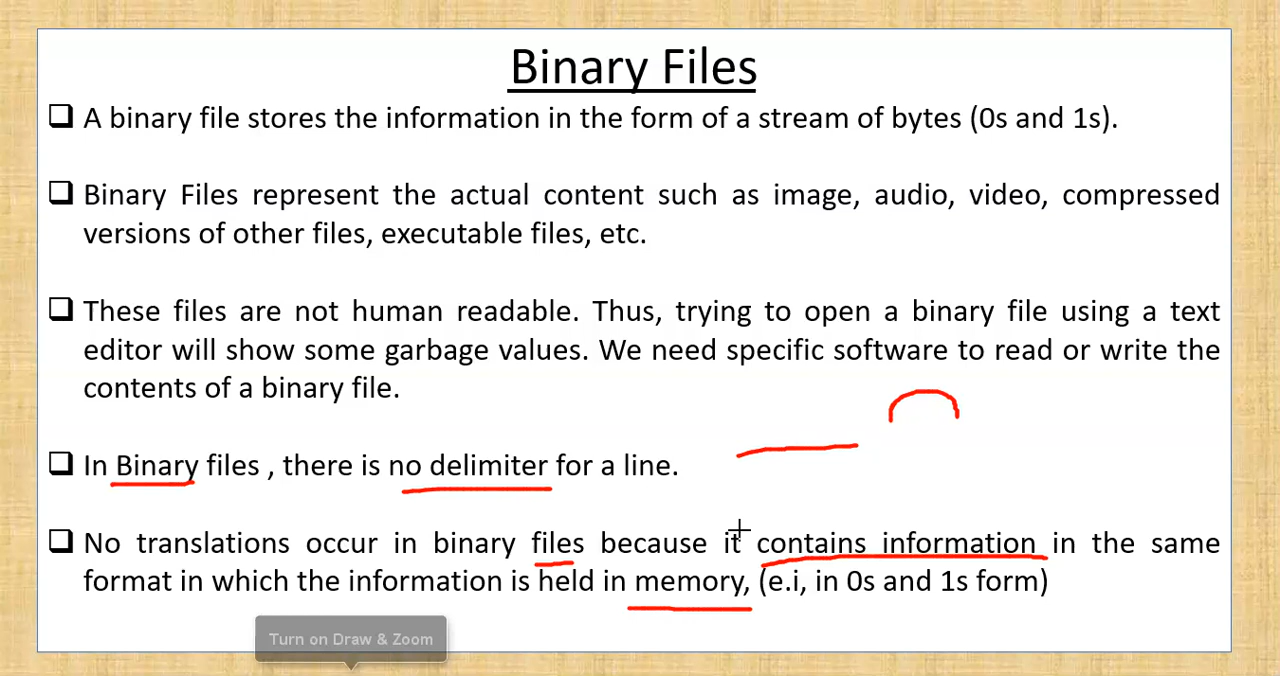 Binary Files
❑ A binary file stores the information in the form of a stream of bytes (0s and 1s).
❑ Binary Files represent the actual content such as image, audio, video, compressed
versions of other files, executable files, etc.
❑ These files are not human readable. Thus, trying to open a binary file using a text
editor will show some garbage values. We need specific software to read or write the
contents of a binary file.
❑ In Binary files , there is no delimiter for a line.
❑ No translations occur in binary files because it contains information in the same
format in which the information is held in memory, (e.i, in 0s and 1s form)
Turn on Draw & Zoom